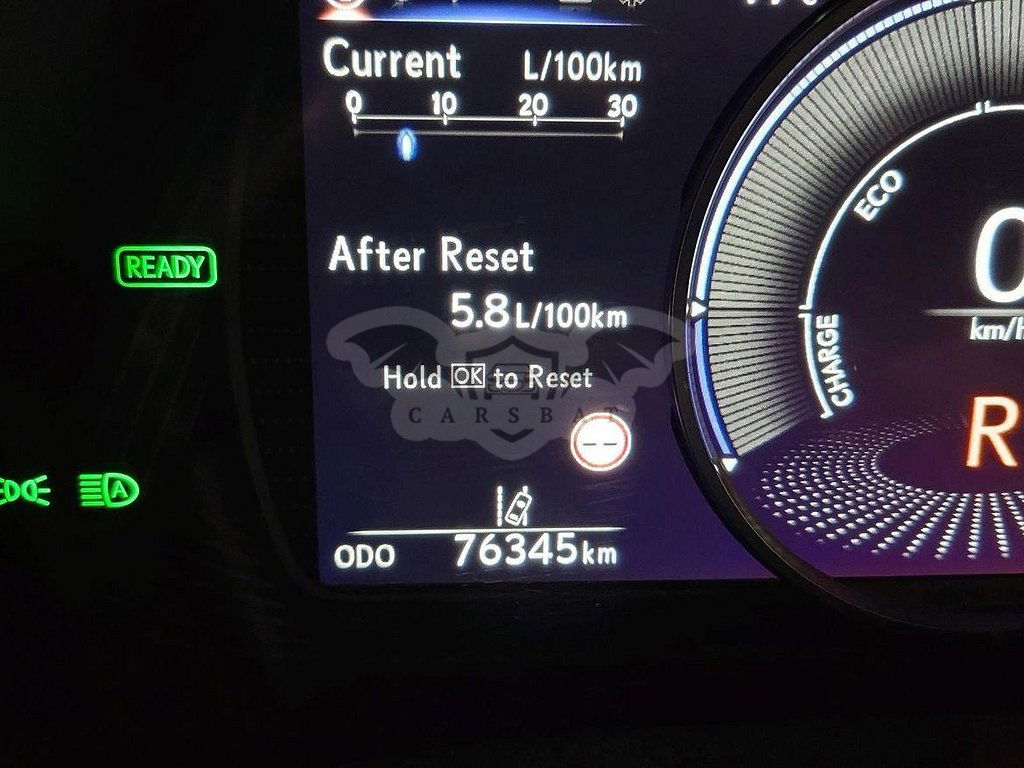 Current L/100km
0 10 20 30
After Reset
5.8 L/100km
Hold OK to Reset
CARSBAT
READY
A
ODO 76345 km
ECO
CHARGE
0
km/h
R